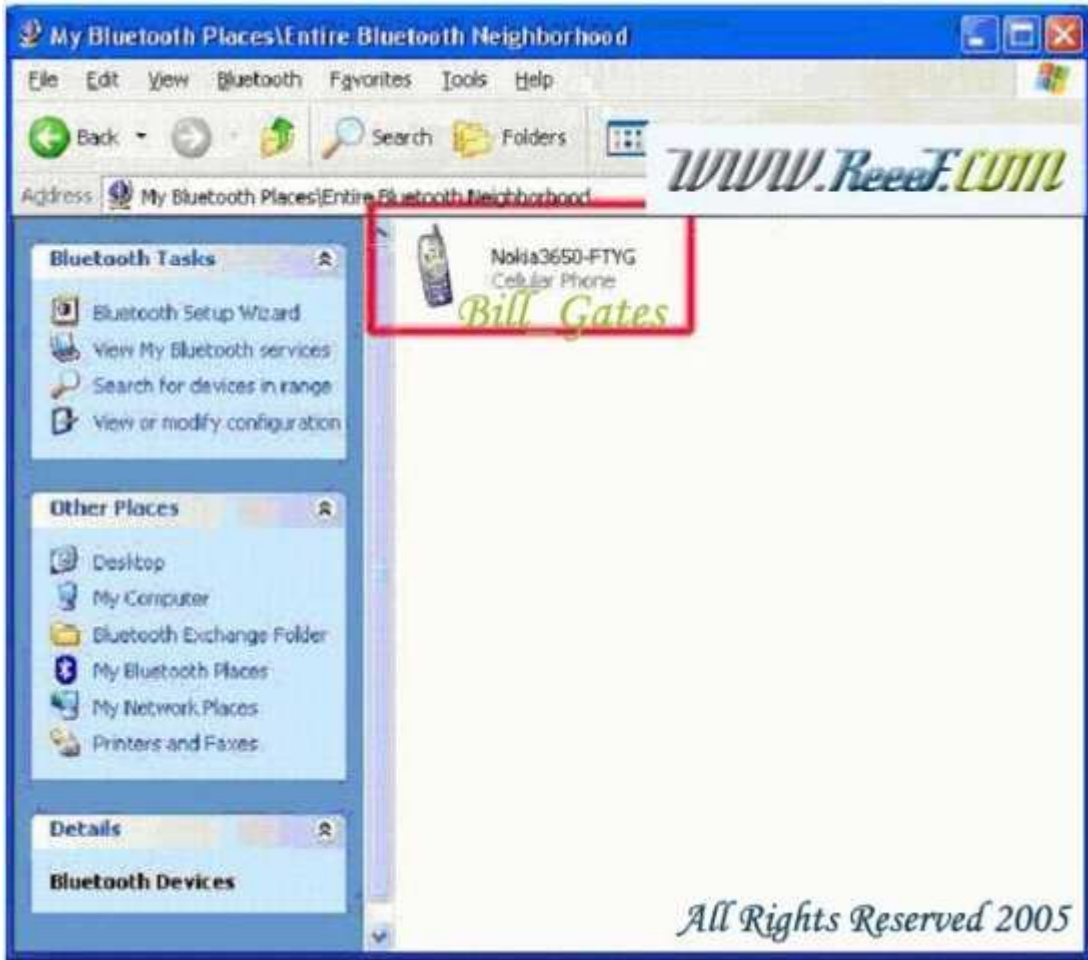 My Bluetooth Places\Entire Bluetooth Neighborhood
File Edit View Bluetooth Favorites Tools Help
Back Search Folders
WWW.ReeeF.COM
Address My Bluetooth Places\Entire Bluetooth Neighborhood
Bluetooth Tasks
Bluetooth Setup Wizard
View My Bluetooth services
Search for devices in range
View or modify configuration
Other Places
Desktop
My Computer
Bluetooth Exchange Folder
My Bluetooth Places
My Network Places
Printers and Faxes
Details
Bluetooth Devices
Nokia3650-FTYG
Cellular Phone
Bill_Gates
All Rights Reserved 2005